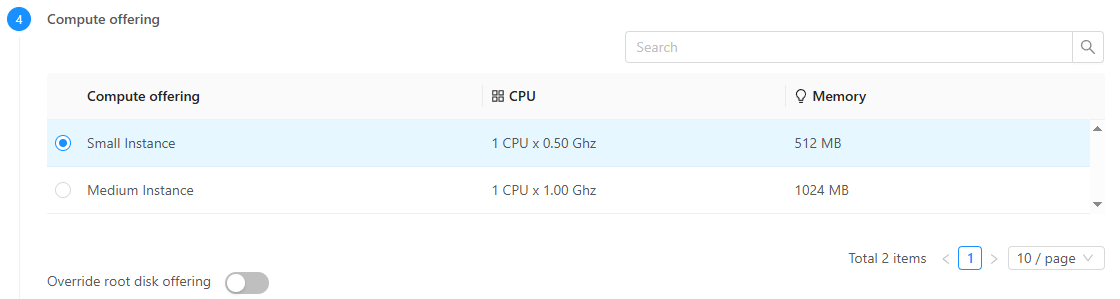 4 Compute offering
Search
Compute offering CPU Memory
Small Instance 1 CPU x 0.50 Ghz 512 MB
Medium Instance 1 CPU x 1.00 Ghz 1024 MB
Total 2 items 1 10 / page
Override root disk offering